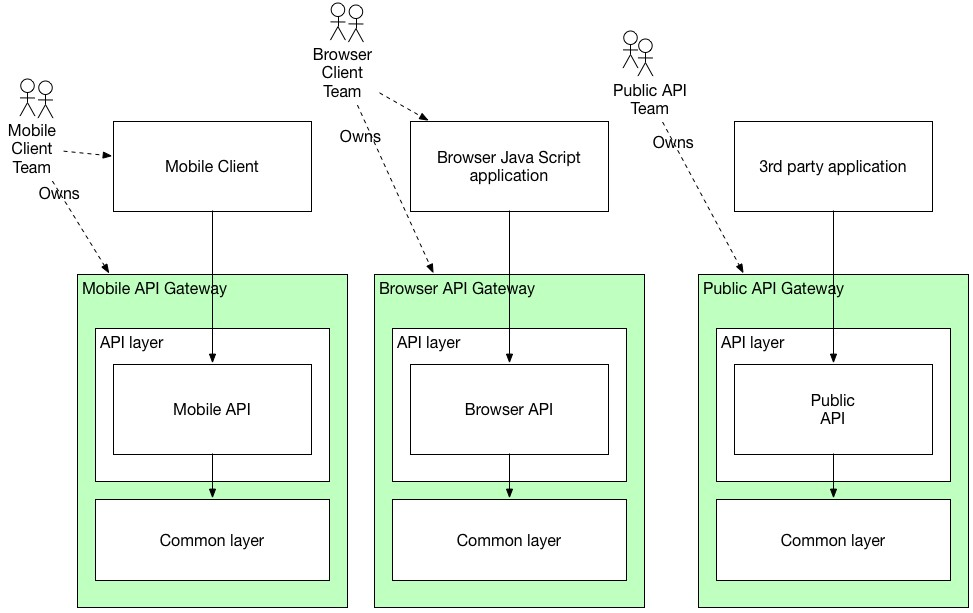 Browser
Client
Team
Public API
Team
Mobile
Client
Team
Owns
Owns
Owns
Mobile Client
Browser Java Script
application
3rd party application
Mobile API Gateway
Browser API Gateway
Public API Gateway
API layer
API layer
API layer
Mobile API
Browser API
Public
API
Common layer
Common layer
Common layer